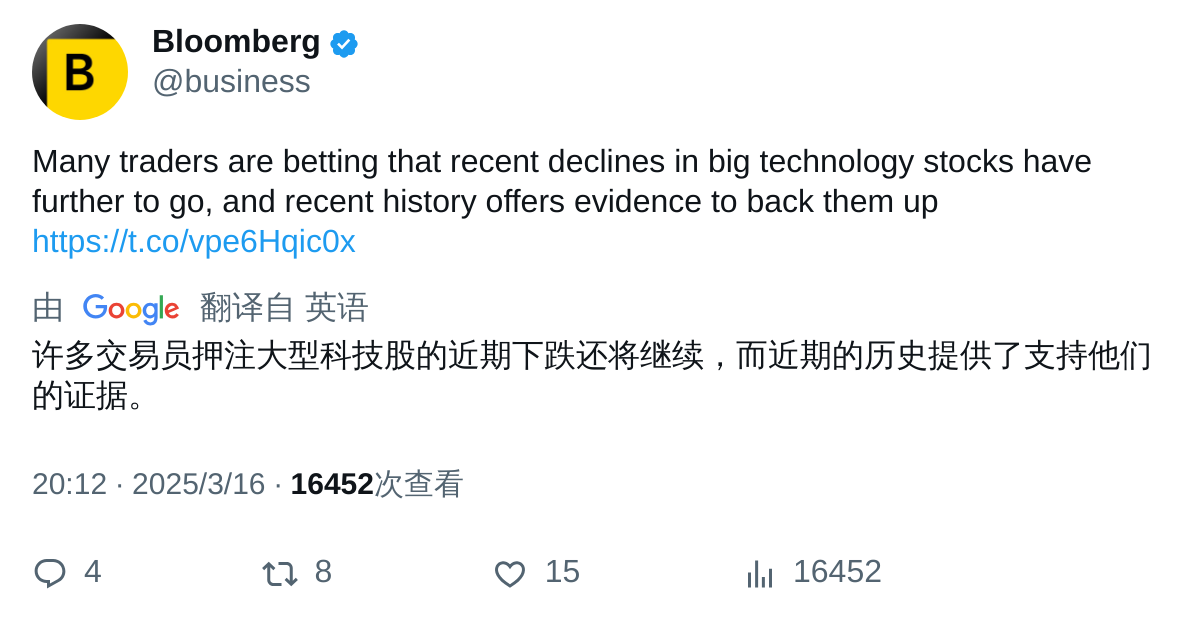 B
Bloomberg
@business
Many traders are betting that recent declines in big technology stocks have
further to go, and recent history offers evidence to back them up
https://t.co/vpe6Hqic0x
由 Google 翻译自 英语
许多交易员押注大型科技股的近期下跌还将继续，而近期的历史提供了支持他们
的证据。
20:12 · 2025/3/16 · 16452次查看
4 8 15 16452